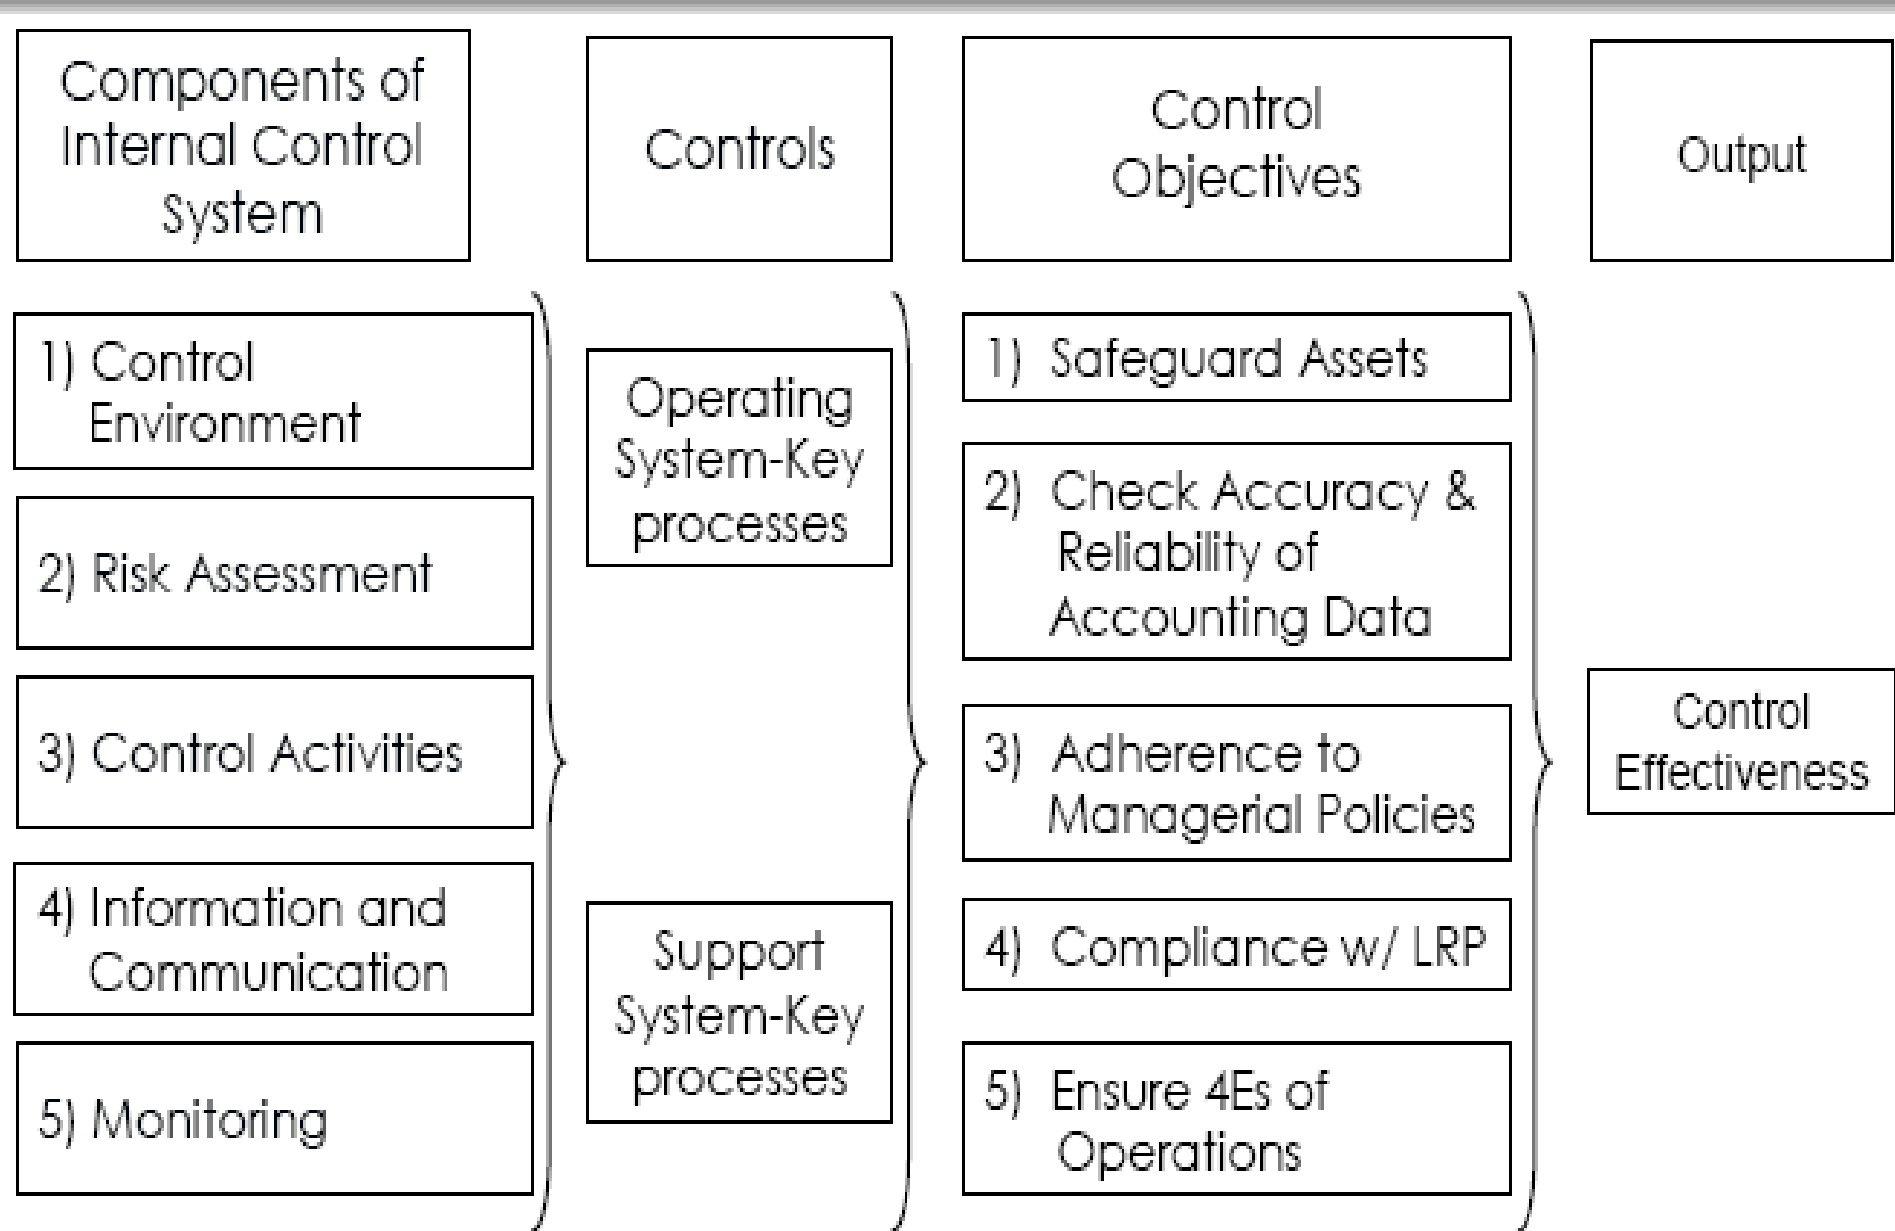 Components of
Internal Control
System
Controls
Control
Objectives
Output
1) Control
Environment
2) Risk Assessment
3) Control Activities
4) Information and
Communication
5) Monitoring
Operating
System-Key
processes
Support
System-Key
processes
1) Safeguard Assets
2) Check Accuracy &
Reliability of
Accounting Data
3) Adherence to
Managerial Policies
4) Compliance w/ LRP
5) Ensure 4Es of
Operations
Control
Effectiveness